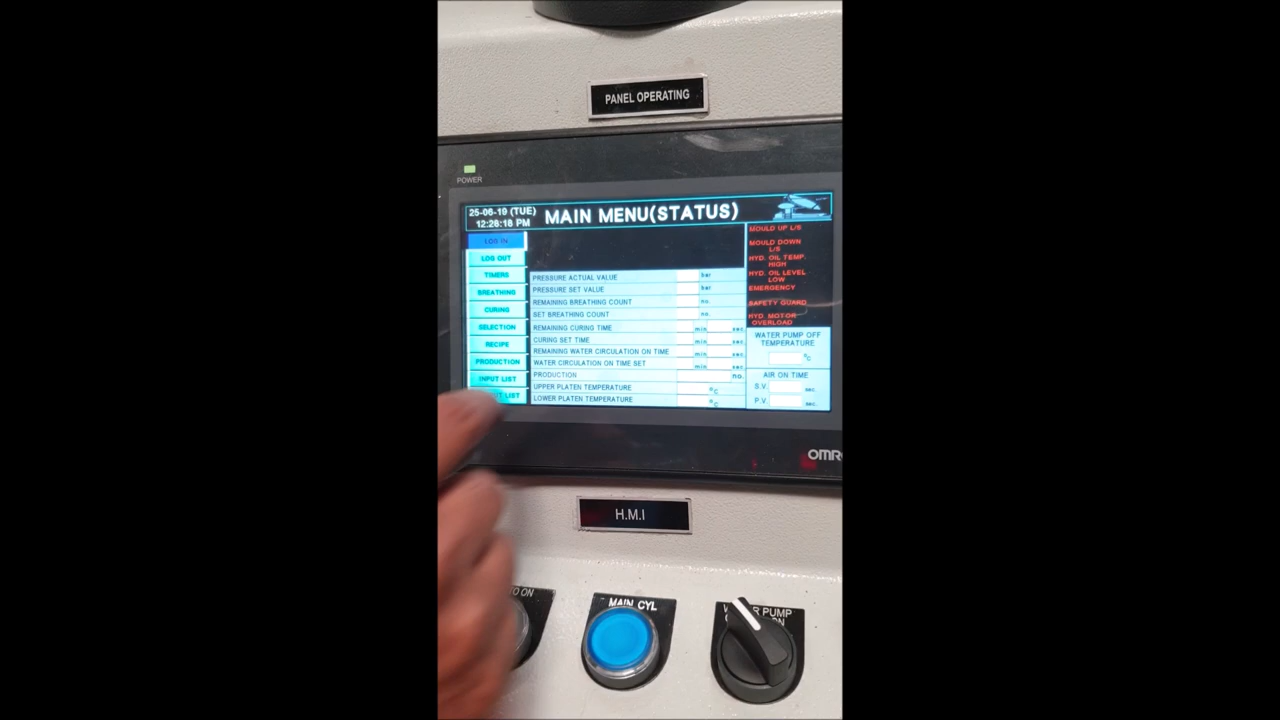 PANEL OPERATING
POWER
25-06-19 (TUE)
12:26:18 PM
MAIN MENU(STATUS)
LOG IN
LOG OUT
TIMERS
BREATHING
CURING
SELECTION
RECIPE
PRODUCTION
INPUT LIST
LIST
PRESSURE ACTUAL VALUE bar
PRESSURE SET VALUE bar
REMAINING BREATHING COUNT no.
SET BREATHING COUNT no.
REMAINING CURING TIME min sec
CURING SET TIME min sec
REMAINING WATER CIRCULATION ON TIME min sec
WATER CIRCULATION ON TIME SET min sec
PRODUCTION no.
UPPER PLATEN TEMPERATURE °C
LOWER PLATEN TEMPERATURE °C
MOULD UP L/S
MOULD DOWN
L/S
HYD. OIL TEMP.
HIGH
HYD. OIL LEVEL
LOW
EMERGENCY
SAFETY GUARD
HYD. MOTOR
OVERLOAD
WATER PUMP OFF
TEMPERATURE
°C
AIR ON TIME
S.V. sec.
P.V. sec.
OMR
H.M.I
ON
MAIN CYL
PUMP